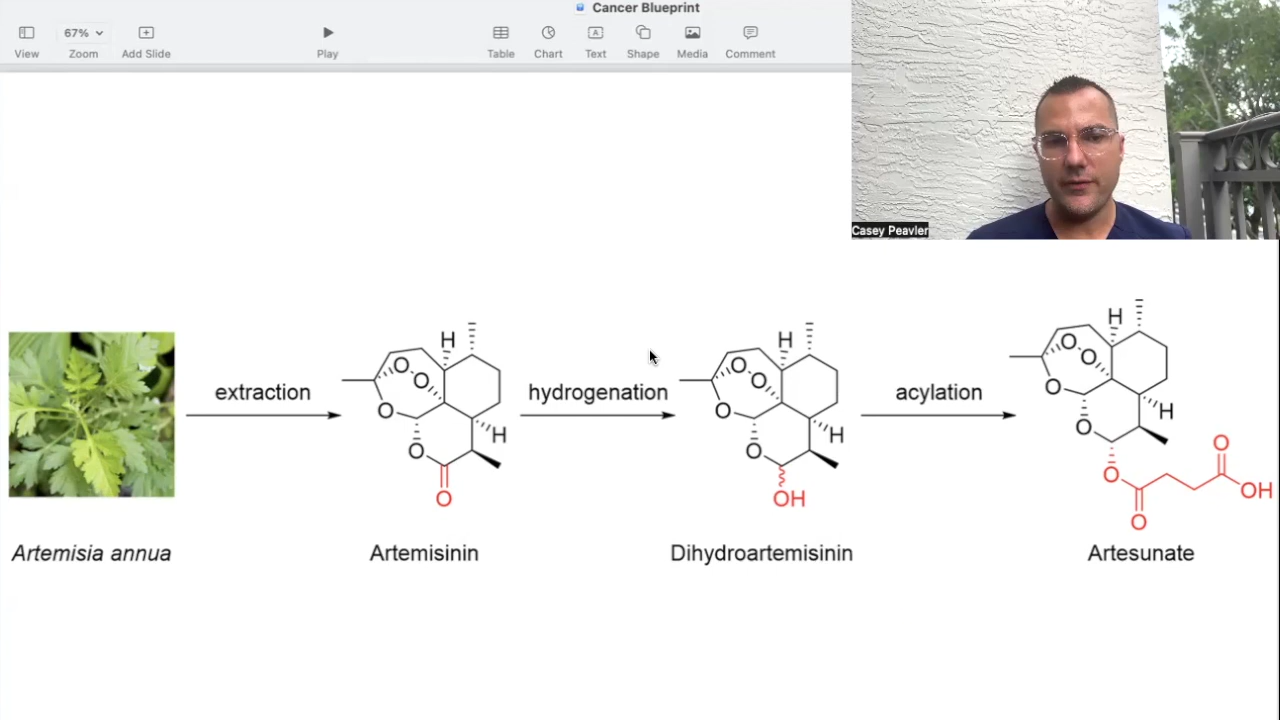 Cancer Blueprint
67%
View
Zoom
Add Slide
Play
Table
Chart
Text
Shape
Media
Comment
Casey Peavler
extraction
hydrogenation
acylation
H
O
O
O
H
O
O
H
O
O
O
H
O
OH
H
O
O
O
H
O
O
O
O
OH
Artemisia annua
Artemisinin
Dihydroartemisinin
Artesunate